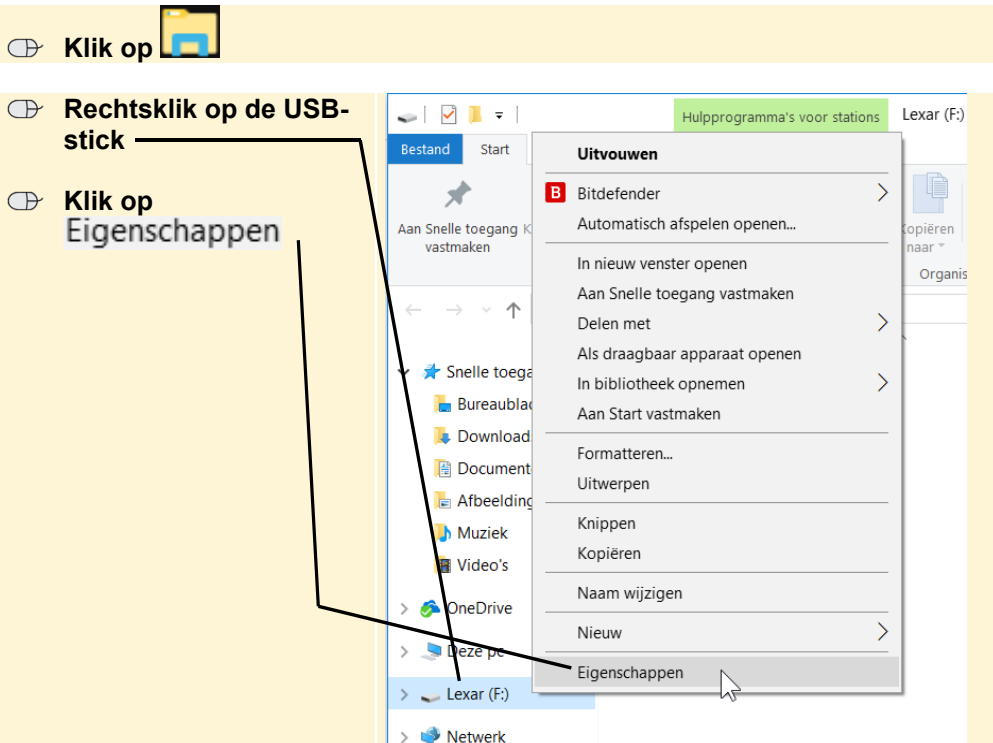 Klik op
Rechtsklik op de USB-
stick
Klik op
Eigenschappen
Hulpprogramma's voor stations
Lexar (F:)
Bestand
Start
Aan Snelle toegang
vastmaken
K
Kopiëren
naar
Organis
Uitvouwen
B Bitdefender
Automatisch afspelen openen...
In nieuw venster openen
Aan Snelle toegang vastmaken
Delen met
Als draagbaar apparaat openen
In bibliotheek opnemen
Aan Start vastmaken
Formatteren...
Uitwerpen
Knippen
Kopiëren
Naam wijzigen
Nieuw
Eigenschappen
Snelle toega
Bureaublad
Download
Document
Afbeelding
Muziek
Video's
OneDrive
Deze pc
Lexar (F:)
Netwerk